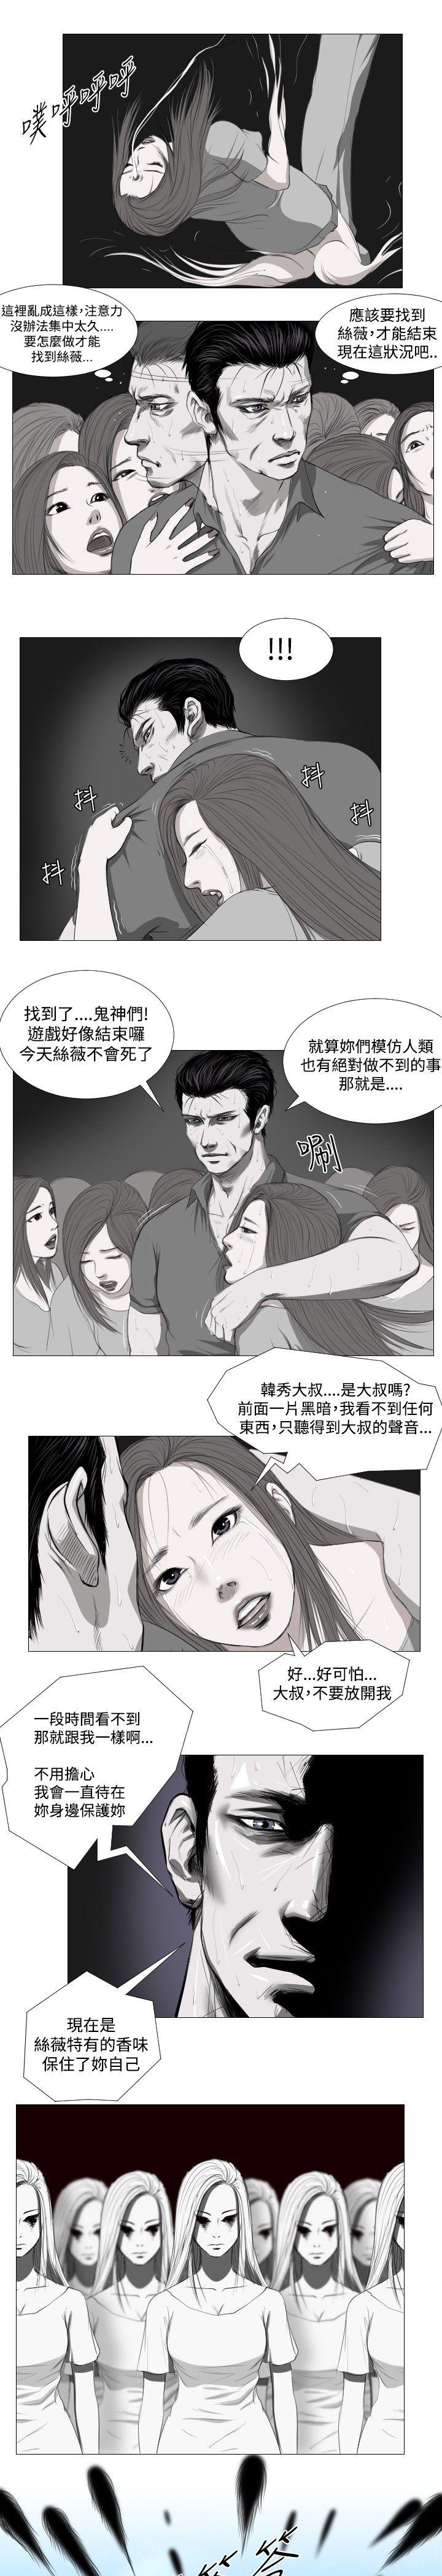 噗呼呼呼
這裡亂成這樣，注意力
沒辦法集中太久....
要怎麼做才能
找到絲薇...
應該要找到
絲薇，才能結束
現在這狀況吧..
!!!
抖
抖
抖
抖
找到了....鬼神們!
遊戲好像結束囉
今天絲薇不會死了
就算妳們模仿人類
也有絕對做不到的事
那就是....
唰
韓秀大叔....是大叔嗎?
前面一片黑暗，我看不到任何
東西，只聽得到大叔的聲音...
好...好可怕...
大叔，不要放開我
一段時間看不到
那就跟我一樣啊...
不用擔心
我會一直待在
妳身邊保護妳
現在是
絲薇特有的香味
保住了妳自己